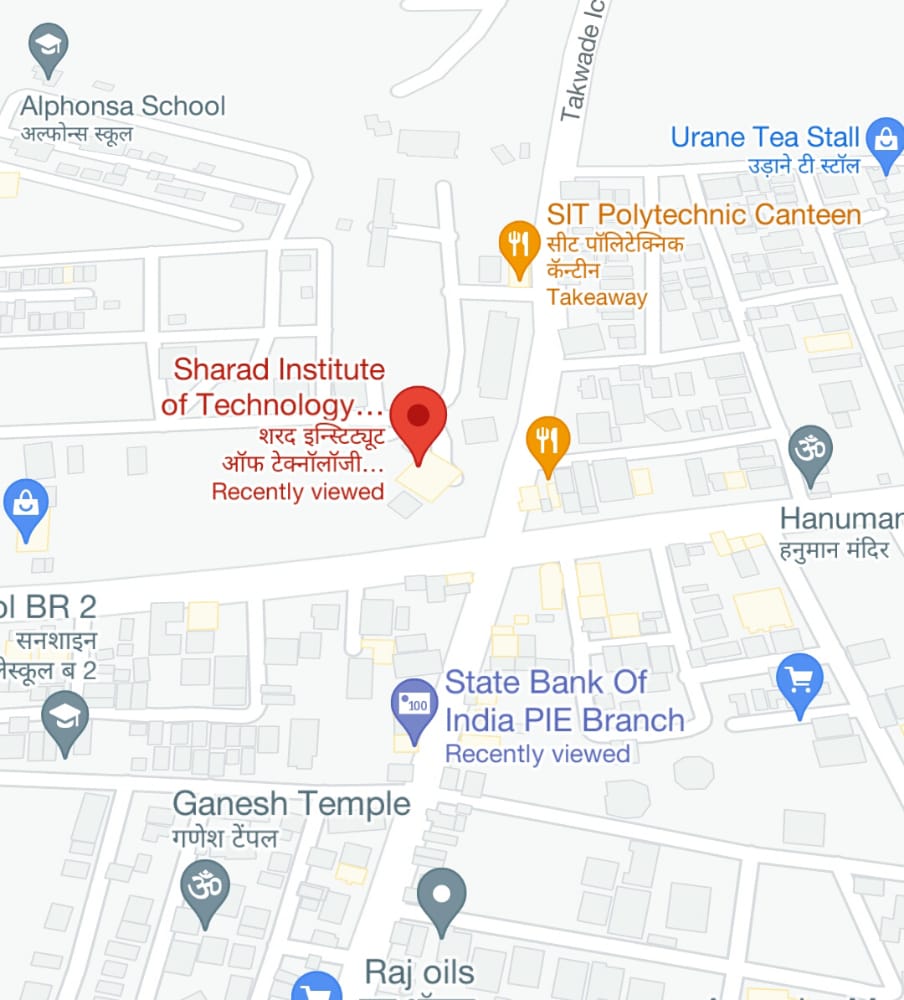 Takwade Ic
Alphonsa School
अल्फोन्स स्कूल
Urane Tea Stall
उड़ाने टी स्टॉल
SIT Polytechnic Canteen
सीट पॉलिटेक्निक
कॅन्टीन
Takeaway
Sharad Institute
of Technology...
शरद इन्स्टिट्यूट
ऑफ टेक्नॉलॉजी...
Recently viewed
Hanumar
हनुमान मंदिर
ol BR 2
सनशाइन
लेस्कूल ब 2
100
State Bank Of
India PIE Branch
Recently viewed
Ganesh Temple
गणेश टेंपल
ॐ
ॐ
Raj oils